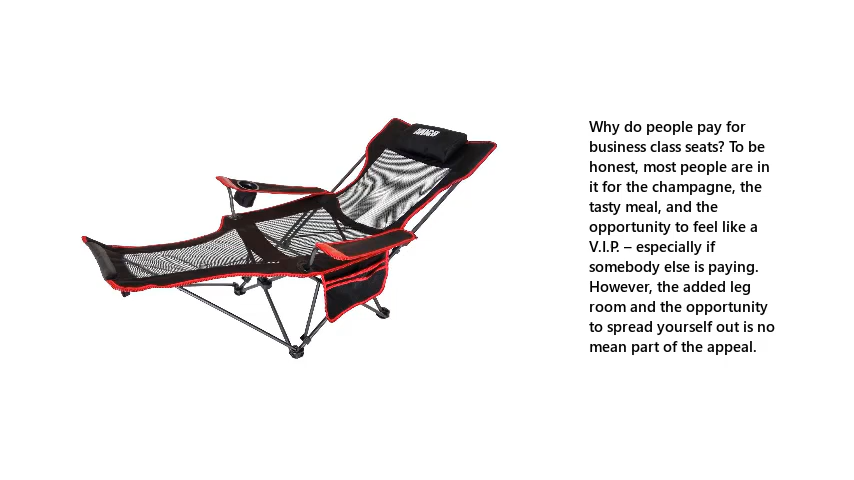 Why do people pay for
business class seats? To be
honest, most people are in
it for the champagne, the
tasty meal, and the
opportunity to feel like a
V.I.P. – especially if
somebody else is paying.
However, the added leg
room and the opportunity
to spread yourself out is no
mean part of the appeal.